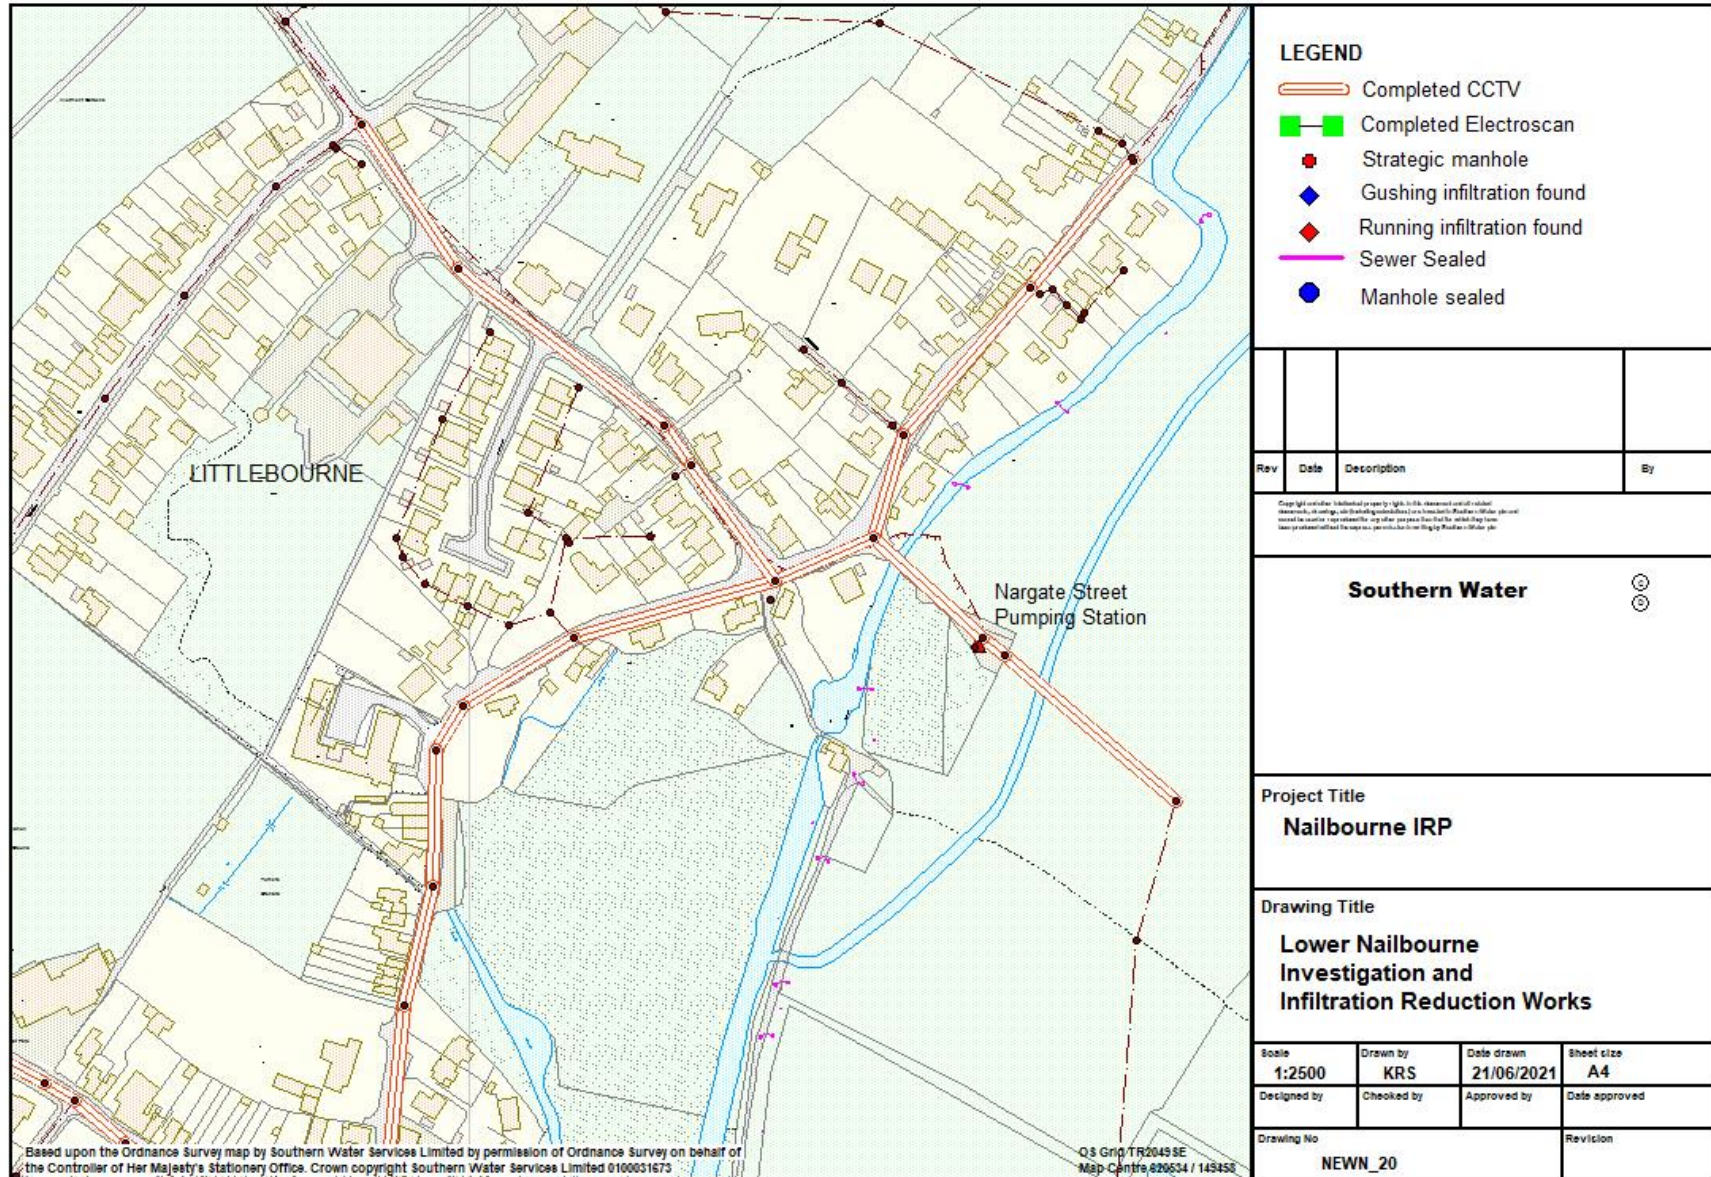 LITTLEBOURNE
Nargate Street
Pumping Station
Based upon the Ordnance Survey map by Southern Water Services Limited by permission of Ordnance Survey on behalf of
the Controller of Her Majesty's Stationery Office. Crown copyright Southern Water Services Limited 0100031673
OS Grid TR2049SE
Map Centre
LEGEND
Completed CCTV
Completed Electroscan
Strategic manhole
Gushing infiltration found
Running infiltration found
Sewer Sealed
Manhole sealed
Rev Date Description By
Southern Water
Project Title
Nailbourne IRP
Drawing Title
Lower Nailbourne
Investigation and
Infiltration Reduction Works
Scale Drawn by Date drawn Sheet size
1:2500 KRS 21/06/2021 A4
Designed by Checked by Approved by Date approved
Drawing No Revision
NEWN_20